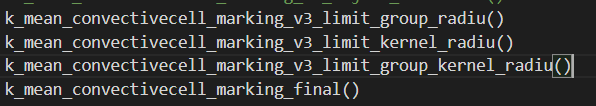 k_mean_convectivecell_marking_v3_limit_group_radiu()
k_mean_convectivecell_marking_v3_limit_kernel_radiu()
k_mean_convectivecell_marking_v3_limit_group_kernel_radiu()
k_mean_convectivecell_marking_final()